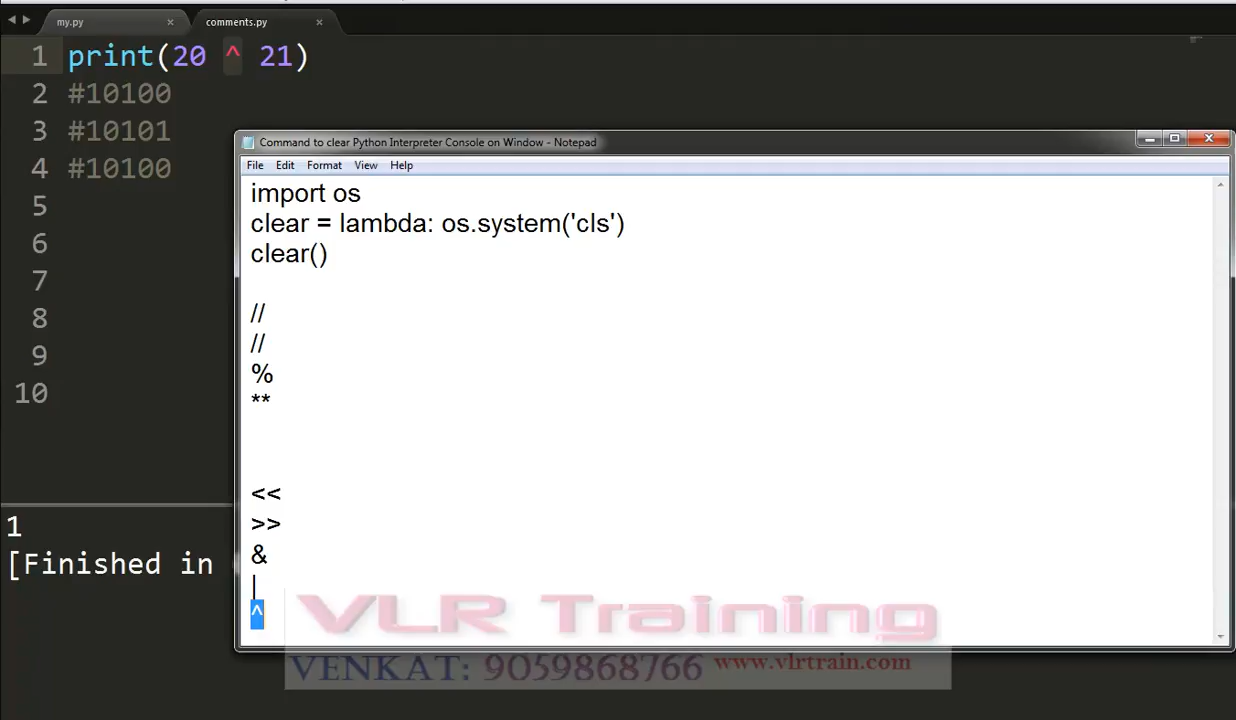 my.py × comments.py ×
1 print(20 ^ 21)
2 #10100
3 #10101
4 #10100
5
6
7
8
9
10
Command to clear Python Interpreter Console on Window - Notepad
File Edit Format View Help
import os
clear = lambda: os.system('cls')
clear()
//
//
%
**
<<
>>
&
|
^
1
[Finished in
VLR Training
VENKAT: 9059868766 www.vlrtrain.com